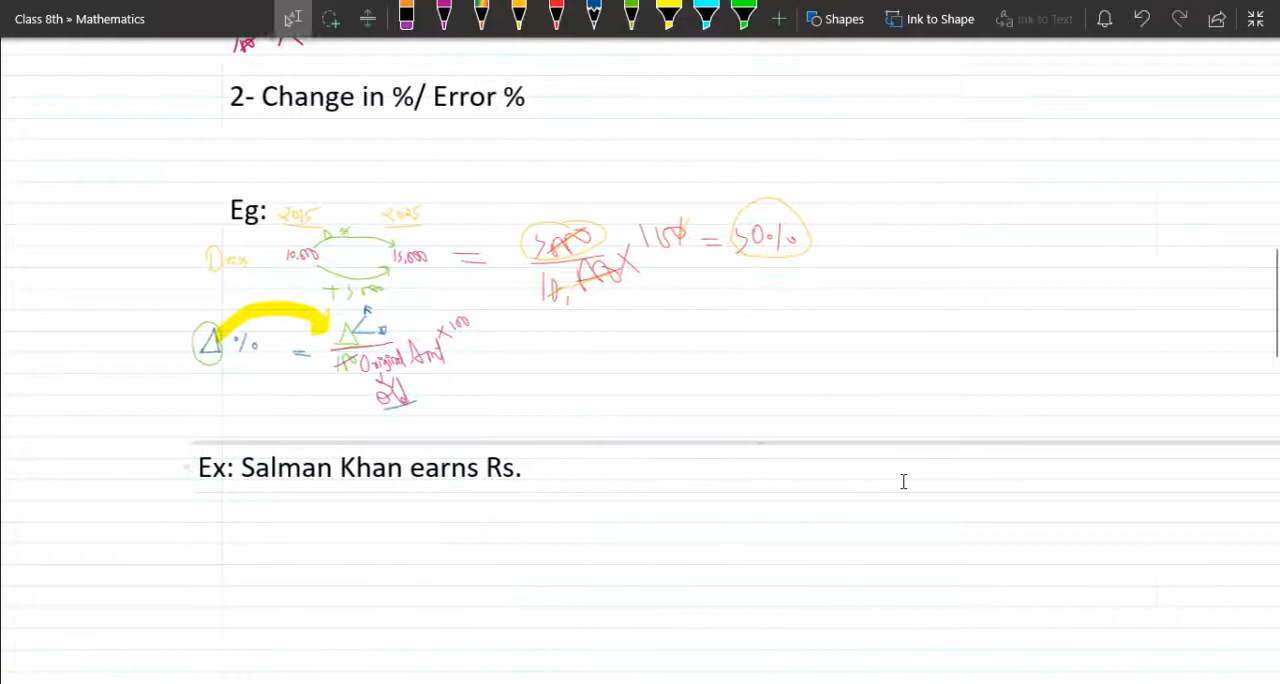 Class 8th » Mathematics
Shapes
Ink to Shape
Ink to Text
2- Change in %/ Error %
Eg:
2015 2025
Δ %
10,000 15,000 = 5000 / 10,000 × 100 = 50%
+5000
Δ % = Δ / Original Amt × 100
old
Ex: Salman Khan earns Rs.